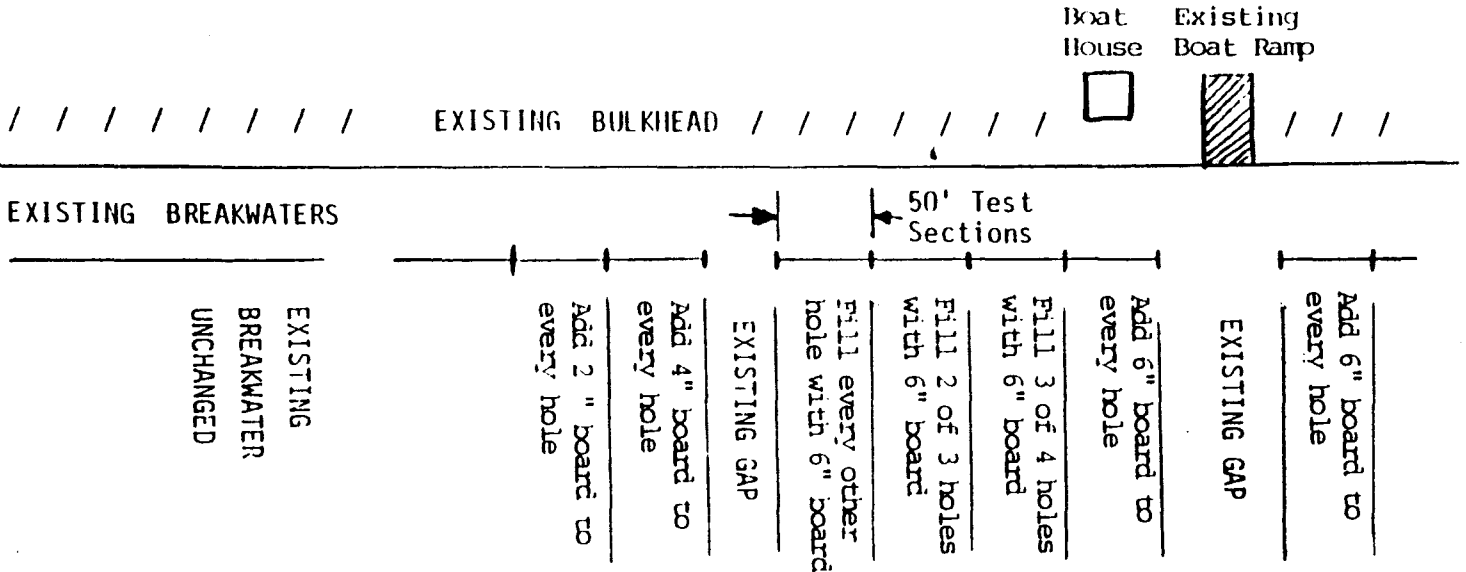 Boat Existing
House Boat Ramp
/ / / / / / / / EXISTING BULKHEAD / / / / / / / / / /
EXISTING BREAKWATERS
50' Test
Sections
EXISTING
BREAKWATER
UNCHANGED
Add 2 " board to
every hole
Add 4" board to
every hole
EXISTING GAP
Fill every other
hole with 6" board
Fill 2 of 3 holes
with 6" board
Fill 3 of 4 holes
with 6" board
Add 6" board to
every hole
EXISTING GAP
Add 6" board to
every hole